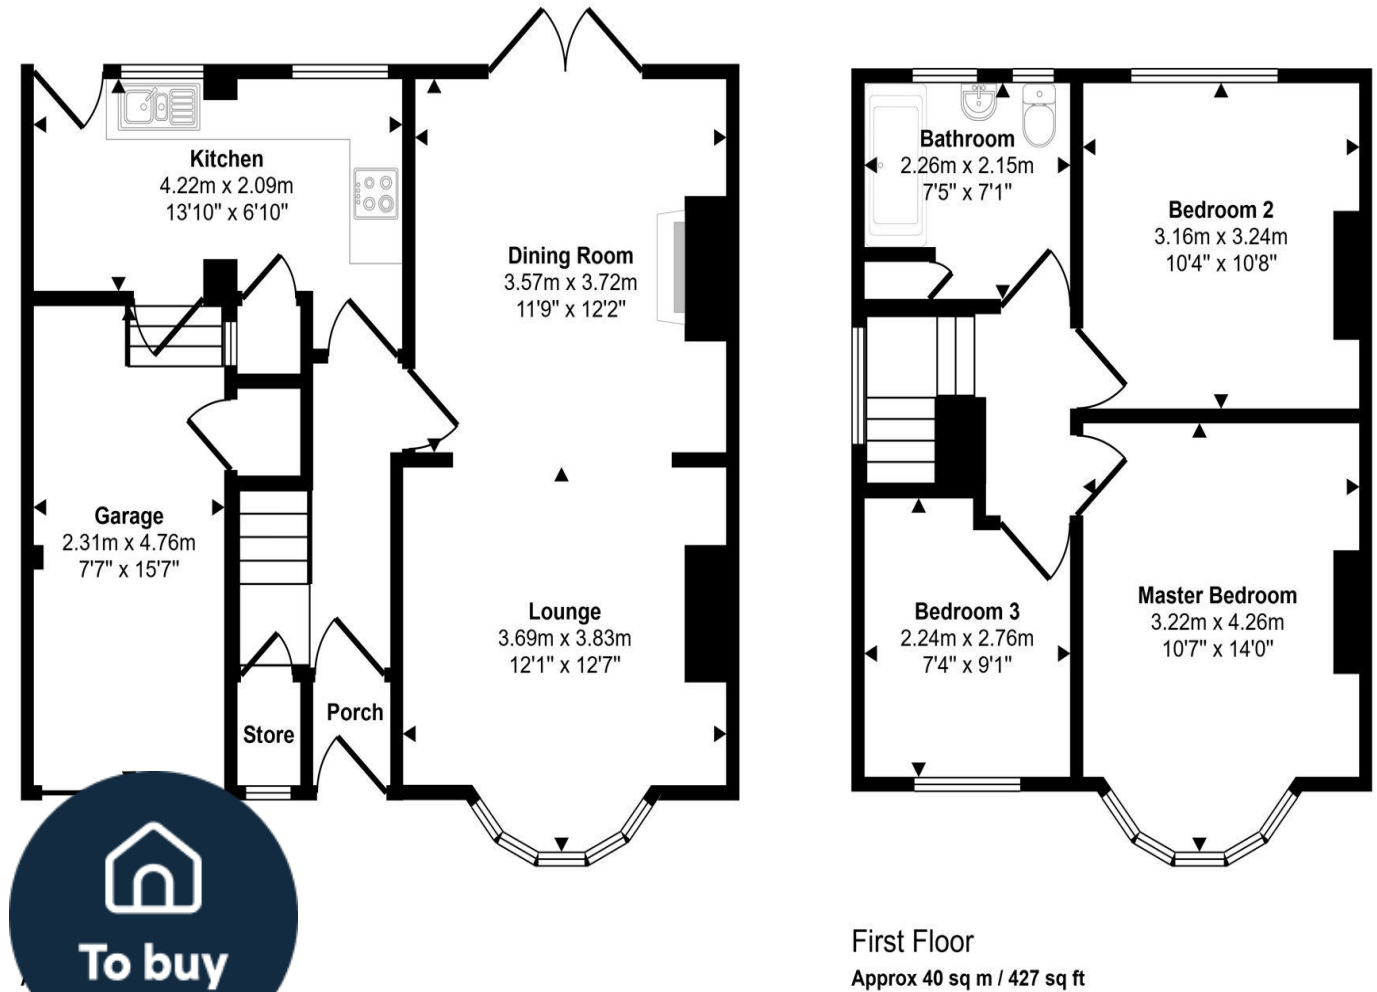 Kitchen
4.22m x 2.09m
13'10" x 6'10"
Dining Room
3.57m x 3.72m
11'9" x 12'2"
Garage
2.31m x 4.76m
7'7" x 15'7"
Lounge
3.69m x 3.83m
12'1" x 12'7"
Store
Porch
Bathroom
2.26m x 2.15m
7'5" x 7'1"
Bedroom 2
3.16m x 3.24m
10'4" x 10'8"
Bedroom 3
2.24m x 2.76m
7'4" x 9'1"
Master Bedroom
3.22m x 4.26m
10'7" x 14'0"
To buy
First Floor
Approx 40 sq m / 427 sq ft